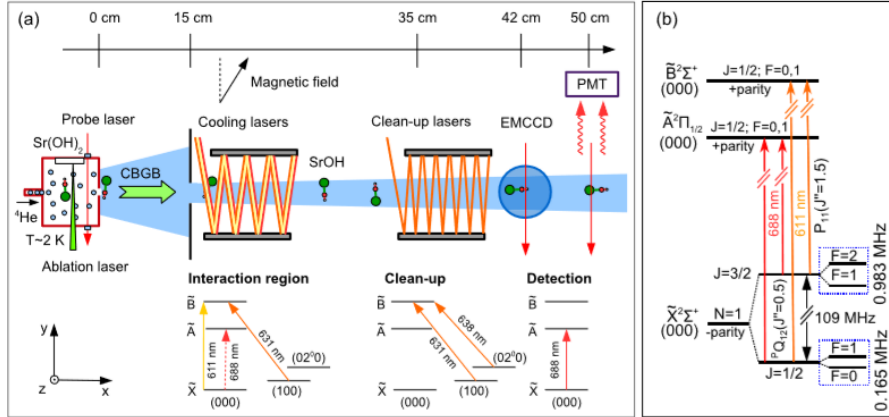 (a)
0 cm
15 cm
35 cm
42 cm
50 cm
Magnetic field
PMT
Probe laser
Cooling lasers
Clean-up lasers
EMCCD
Sr(OH)2
CBGB
SrOH
4He
T~2 K
Ablation laser
Interaction region
Clean-up
Detection
B̃
Ã
X̃
611 nm
688 nm
631 nm
(02⁰0)
(100)
(000)
B̃
Ã
X̃
631 nm
638 nm
(02⁰0)
(100)
(000)
B̃
Ã
X̃
688 nm
(000)
y
z
x
(b)
B̃²Σ⁺
(000)
J=1/2; F=0,1
+parity
òò
òIJ
Ã²Π1/2
(000)
J=1/2; F=0,1
+parity
688 nm
611 nm
P₁₁(J"=1.5)
ᴾQ₁₂(J"=0.5)
J=3/2
F=2
F=1
0.983 MHz
X̃²Σ⁺
(000)
N=1
-parity
109 MHz
J=1/2
F=1
F=0
0.165 MHz